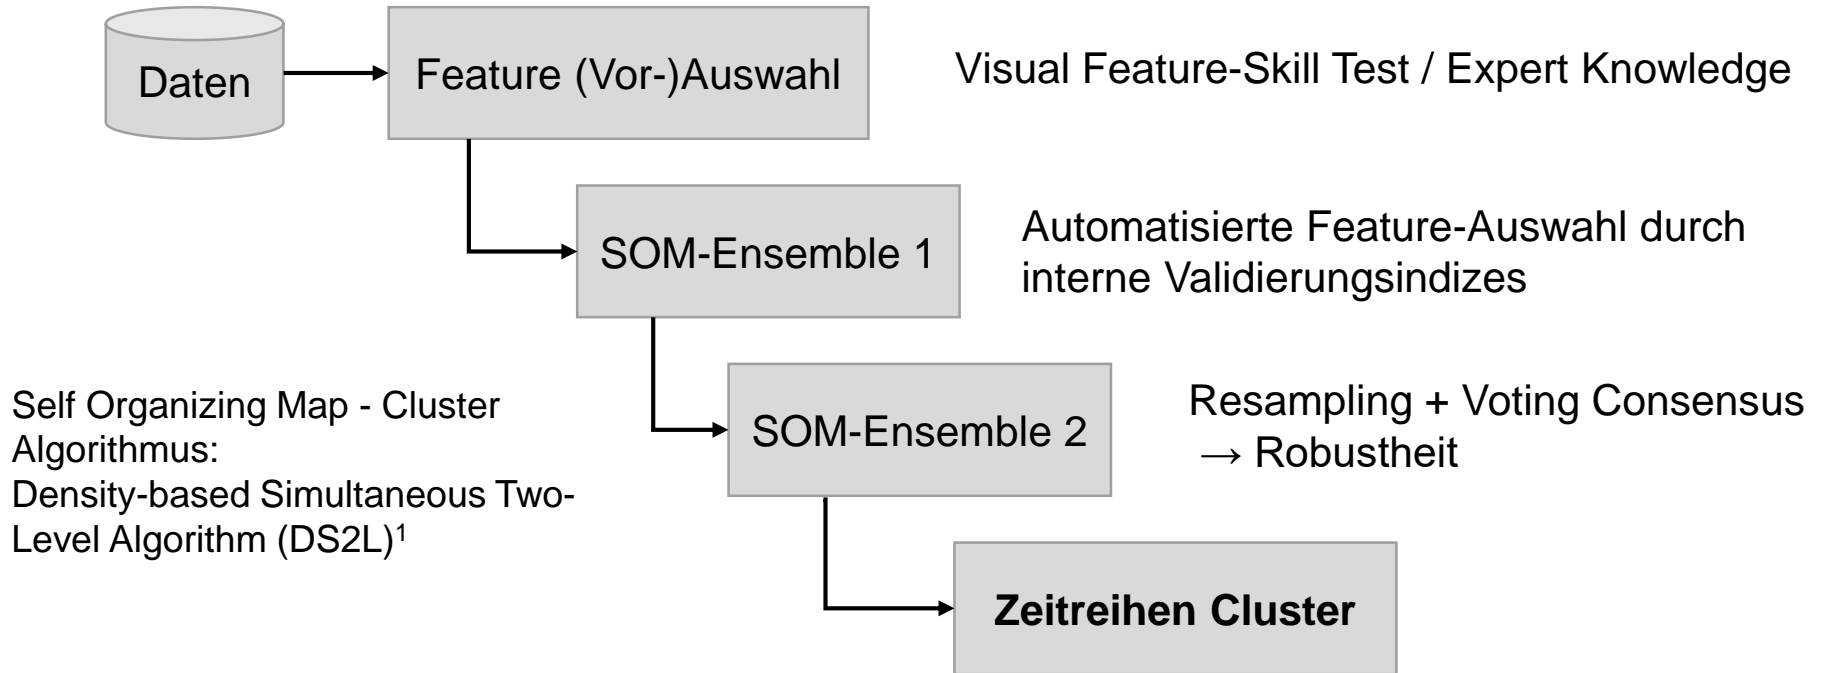 Daten
Feature (Vor-)Auswahl
Visual Feature-Skill Test / Expert Knowledge
SOM-Ensemble 1
Automatisierte Feature-Auswahl durch
interne Validierungsindizes
Self Organizing Map - Cluster
Algorithmus:
Density-based Simultaneous Two-
Level Algorithm (DS2L)¹
SOM-Ensemble 2
Resampling + Voting Consensus
→ Robustheit
Zeitreihen Cluster